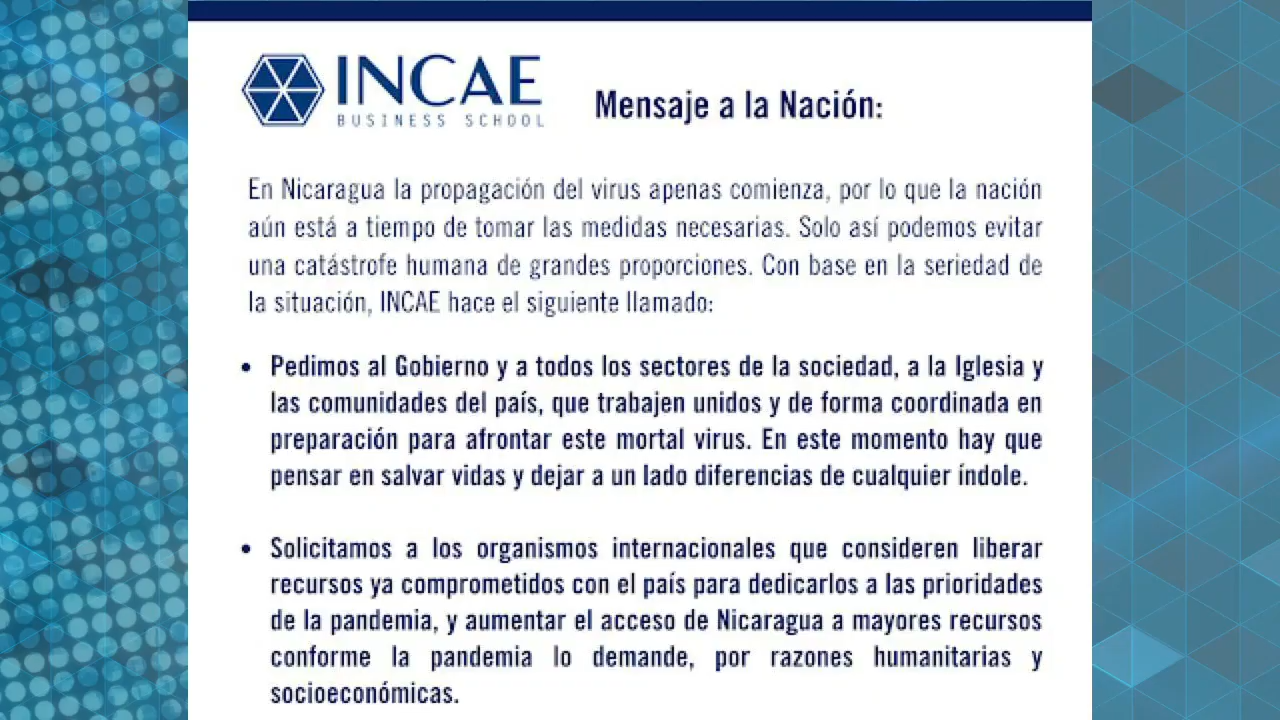 INCAE
BUSINESS SCHOOL
Mensaje a la Nación:
En Nicaragua la propagación del virus apenas comienza, por lo que la nación
aún está a tiempo de tomar las medidas necesarias. Solo así podemos evitar
una catástrofe humana de grandes proporciones. Con base en la seriedad de
la situación, INCAE hace el siguiente llamado:
• Pedimos al Gobierno y a todos los sectores de la sociedad, a la Iglesia y
las comunidades del país, que trabajen unidos y de forma coordinada en
preparación para afrontar este mortal virus. En este momento hay que
pensar en salvar vidas y dejar a un lado diferencias de cualquier índole.
• Solicitamos a los organismos internacionales que consideren liberar
recursos ya comprometidos con el país para dedicarlos a las prioridades
de la pandemia, y aumentar el acceso de Nicaragua a mayores recursos
conforme la pandemia lo demande, por razones humanitarias y
socioeconómicas.